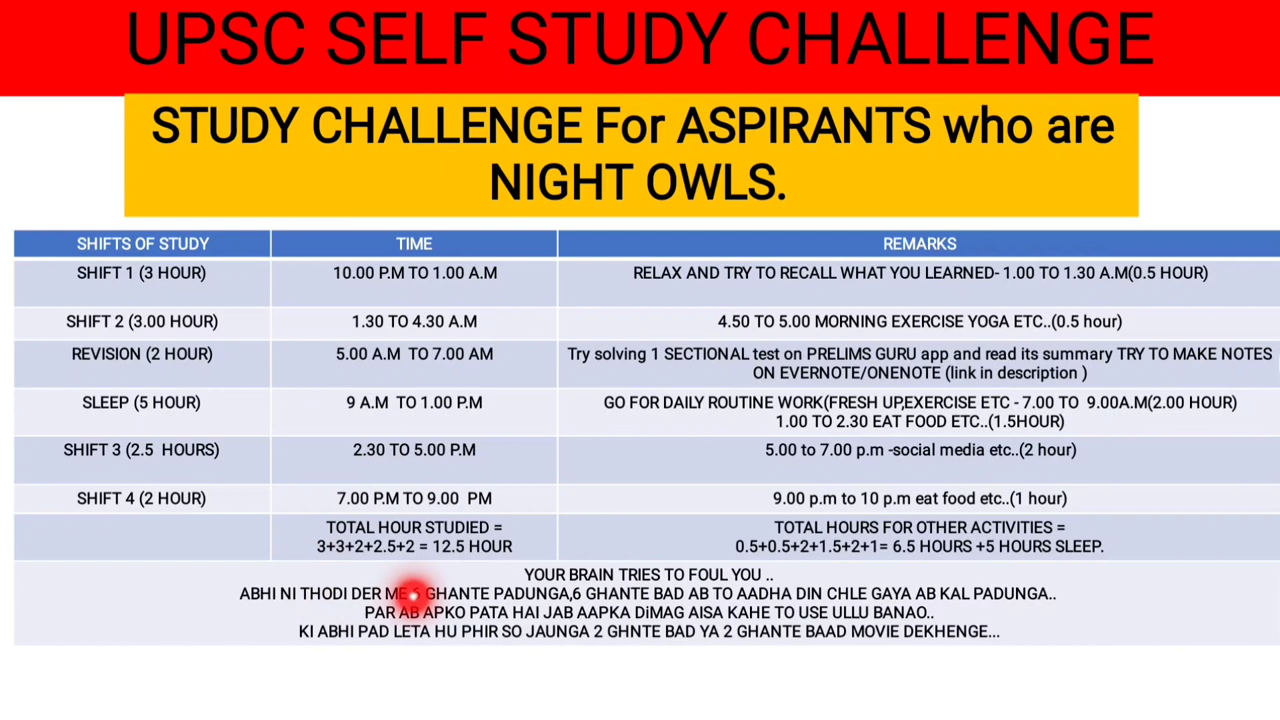 UPSC SELF STUDY CHALLENGE
STUDY CHALLENGE For ASPIRANTS who are
NIGHT OWLS.
SHIFTS OF STUDY TIME REMARKS
SHIFT 1 (3 HOUR) 10.00 P.M TO 1.00 A.M RELAX AND TRY TO RECALL WHAT YOU LEARNED- 1.00 TO 1.30 A.M(0.5 HOUR)
SHIFT 2 (3.00 HOUR) 1.30 TO 4.30 A.M 4.50 TO 5.00 MORNING EXERCISE YOGA ETC..(0.5 hour)
REVISION (2 HOUR) 5.00 A.M TO 7.00 AM Try solving 1 SECTIONAL test on PRELIMS GURU app and read its summary TRY TO MAKE NOTES
ON EVERNOTE/ONENOTE (link in description )
SLEEP (5 HOUR) 9 A.M TO 1.00 P.M GO FOR DAILY ROUTINE WORK(FRESH UP,EXERCISE ETC - 7.00 TO 9.00A.M(2.00 HOUR)
1.00 TO 2.30 EAT FOOD ETC..(1.5HOUR)
SHIFT 3 (2.5 HOURS) 2.30 TO 5.00 P.M 5.00 to 7.00 p.m -social media etc..(2 hour)
SHIFT 4 (2 HOUR) 7.00 P.M TO 9.00 PM 9.00 p.m to 10 p.m eat food etc..(1 hour)
TOTAL HOUR STUDIED = TOTAL HOURS FOR OTHER ACTIVITIES =
3+3+2+2.5+2 = 12.5 HOUR 0.5+0.5+2+1.5+2+1= 6.5 HOURS +5 HOURS SLEEP.
YOUR BRAIN TRIES TO FOUL YOU ..
ABHI NI THODI DER ME 6 GHANTE PADUNGA,6 GHANTE BAD AB TO AADHA DIN CHLE GAYA AB KAL PADUNGA..
PAR AB APKO PATA HAI JAB AAPKA DiMAG AISA KAHE TO USE ULLU BANAO..
KI ABHI PAD LETA HU PHIR SO JAUNGA 2 GHNTE BAD YA 2 GHANTE BAAD MOVIE DEKHENGE...